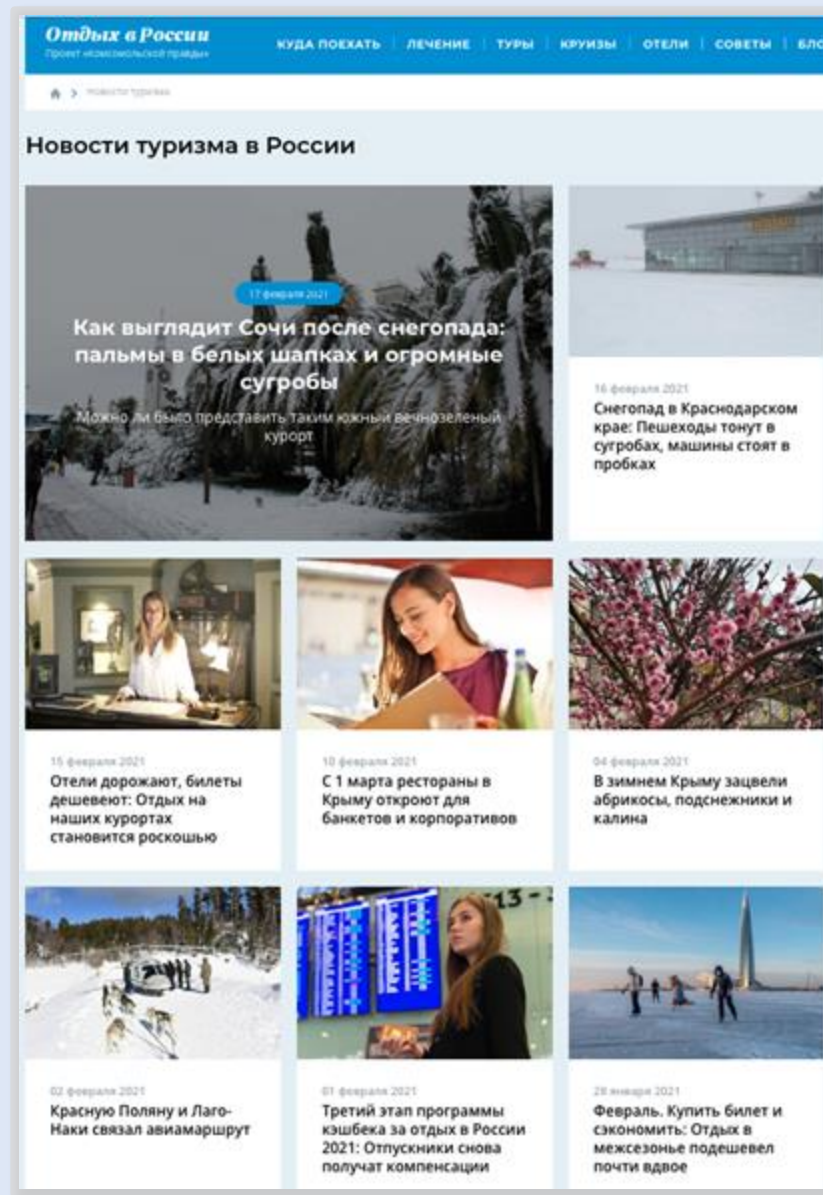 Отдых в России
Проект «Комсомольской правды»
КУДА ПОЕХАТЬ ЛЕЧЕНИЕ ТУРЫ КРУИЗЫ ОТЕЛИ СОВЕТЫ БЛО
Новости туризма
Новости туризма в России
17 февраля 2021
Как выглядит Сочи после снегопада:
пальмы в белых шапках и огромные
сугробы
Можно ли было представить таким южный вечнозеленый
курорт
16 февраля 2021
Снегопад в Краснодарском
крае: Пешеходы тонут в
сугробах, машины стоят в
пробках
15 февраля 2021
Отели дорожают, билеты
дешевеют: Отдых на
наших курортах
становится роскошью
10 февраля 2021
С 1 марта рестораны в
Крыму откроют для
банкетов и корпоративов
04 февраля 2021
В зимнем Крыму зацвели
абрикосы, подснежники и
калина
02 февраля 2021
Красную Поляну и Лаго-
Наки связал авиамаршрут
01 февраля 2021
Третий этап программы
кэшбека за отдых в России
2021: Отпускники снова
получат компенсации
28 января 2021
Февраль. Купить билет и
сэкономить: Отдых в
межсезонье подешевел
почти вдвое